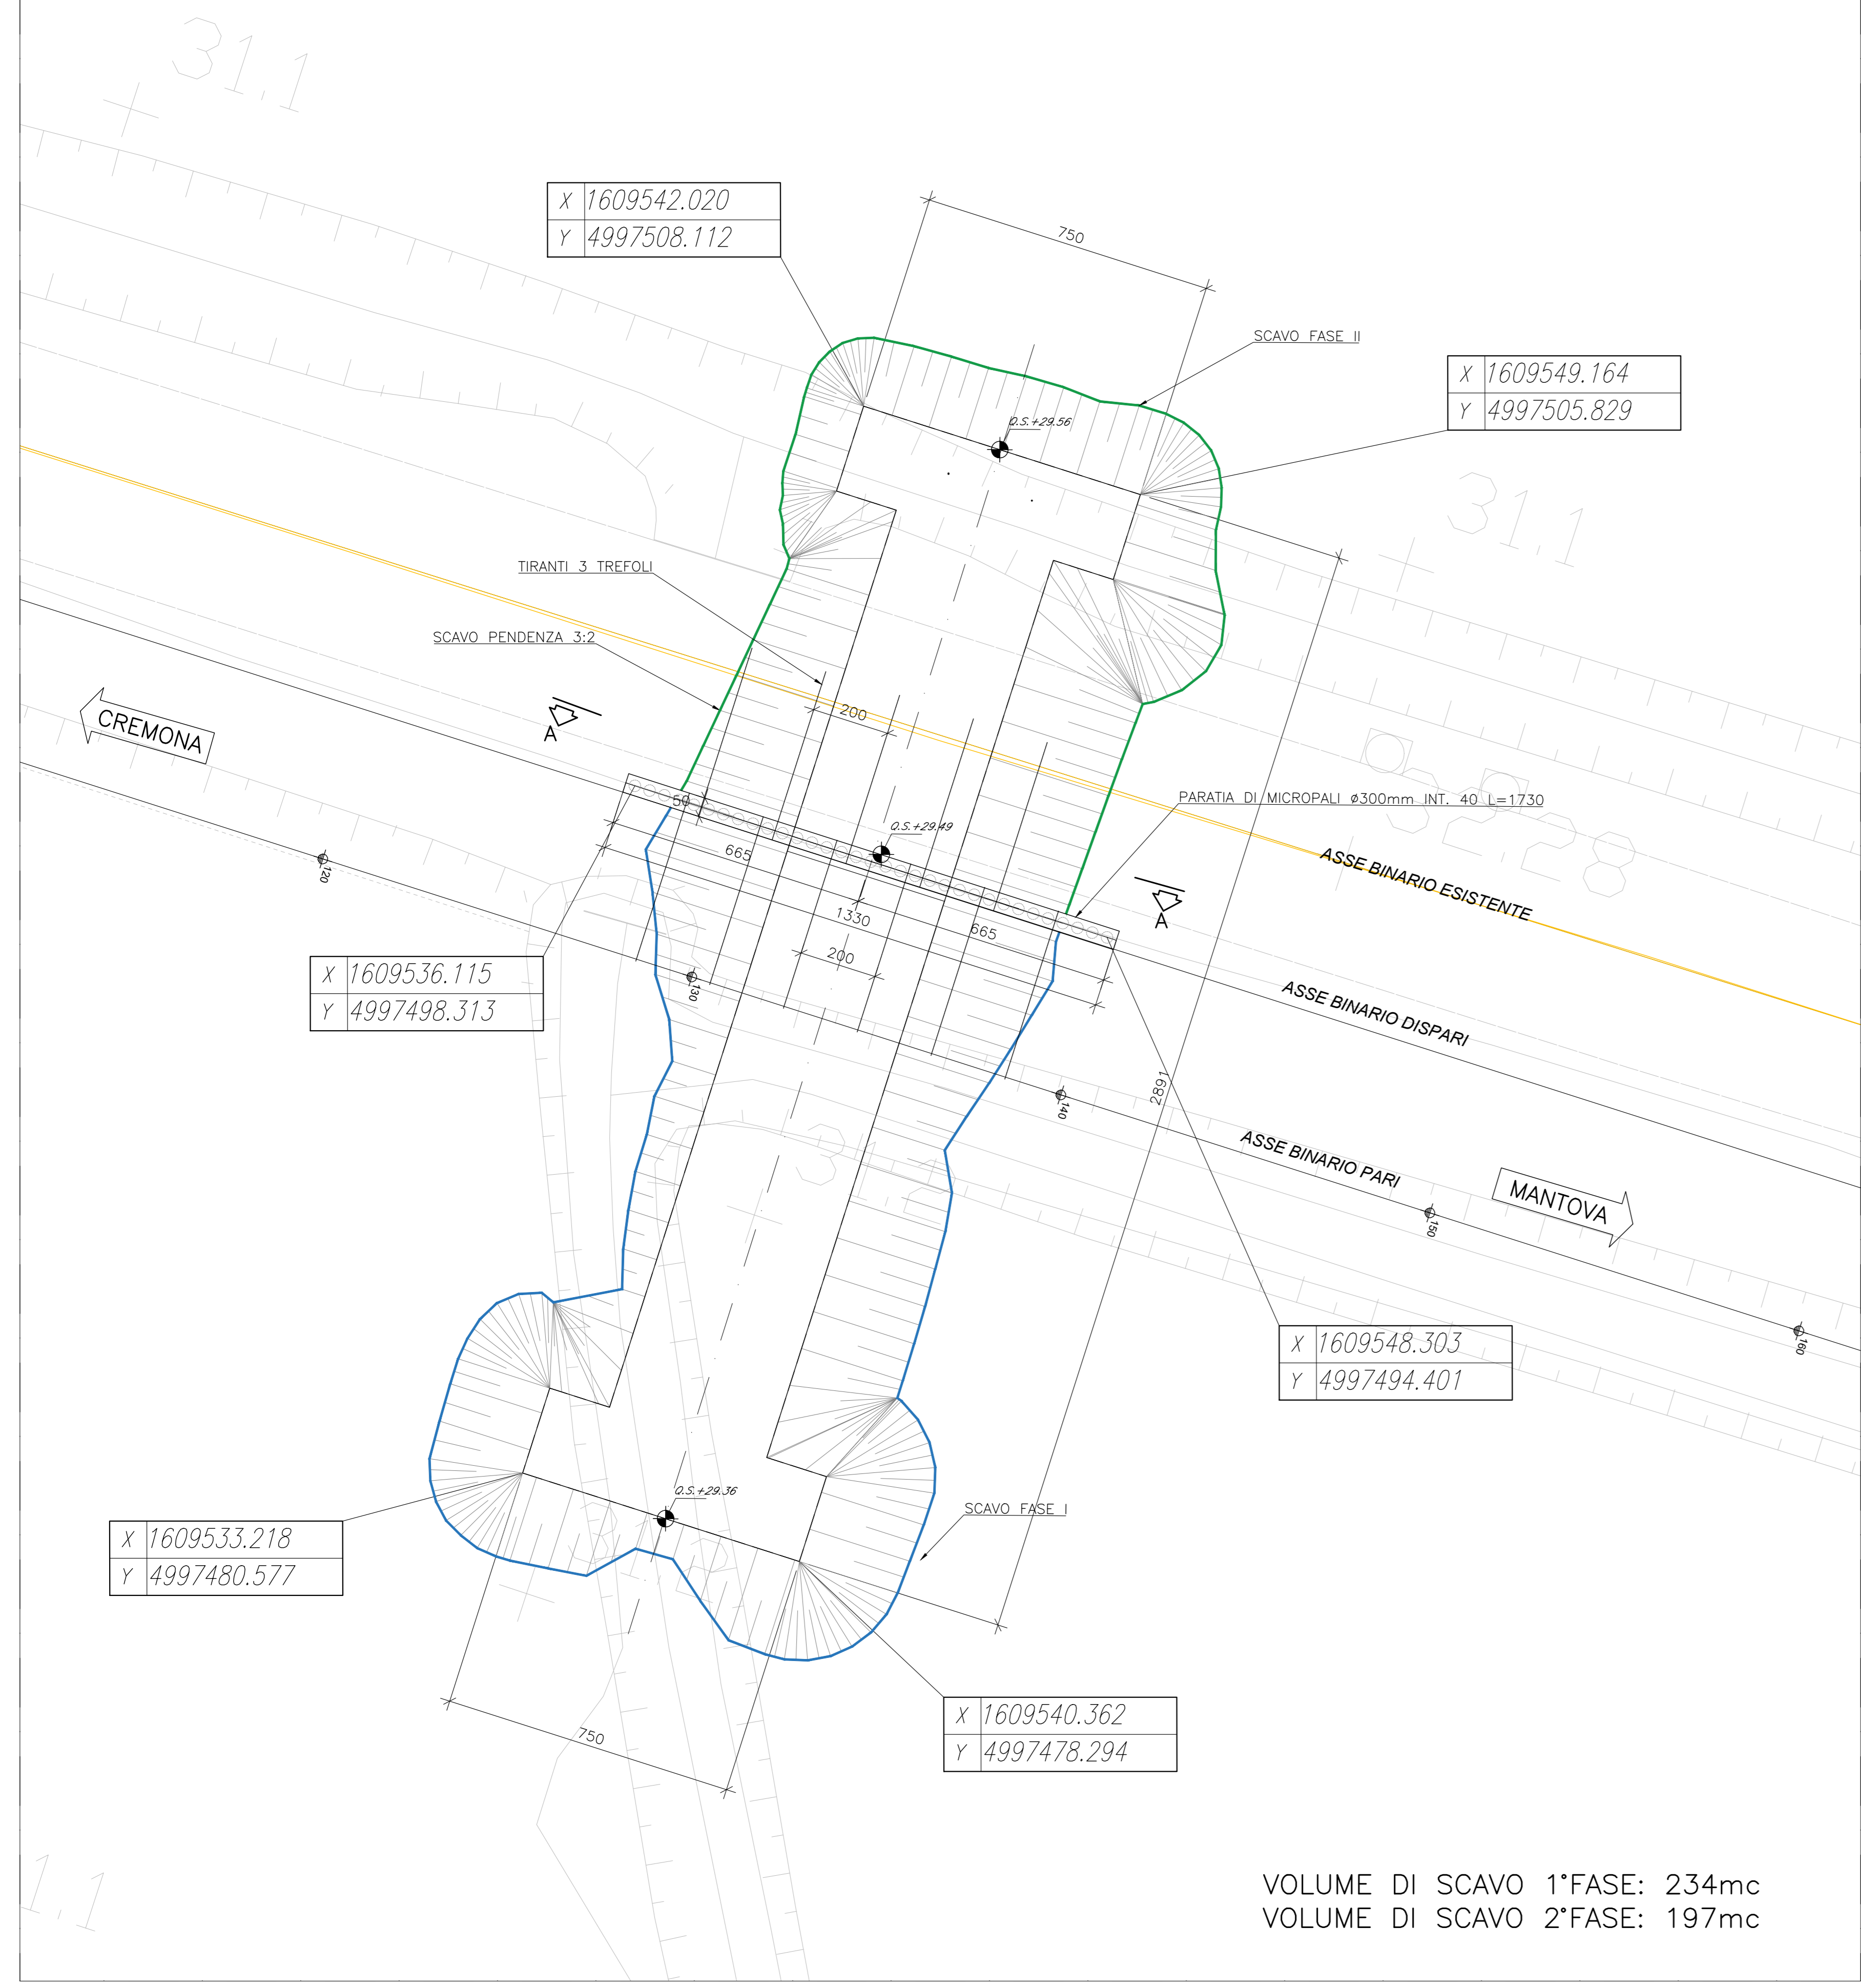 31.1
X 1609542.020
Y 4997508.112
750
SCAVO FASE II
X 1609549.164
Y 4997505.829
Q.S.+29.56
31.1
TIRANTI 3 TREFOLI
SCAVO PENDENZA 3:2
200
CREMONA
A
50
PARATIA DI MICROPALI ø300mm INT. 40 L=1730
Q.S.+29.49
665
120
ASSE BINARIO ESISTENTE
A
1330
665
200
X 1609536.115
Y 4997498.313
130
ASSE BINARIO DISPARI
2891
140
ASSE BINARIO PARI
MANTOVA
150
160
X 1609548.303
Y 4997494.401
Q.S.+29.36
SCAVO FASE I
X 1609533.218
Y 4997480.577
X 1609540.362
Y 4997478.294
750
VOLUME DI SCAVO 1°FASE: 234mc
VOLUME DI SCAVO 2°FASE: 197mc